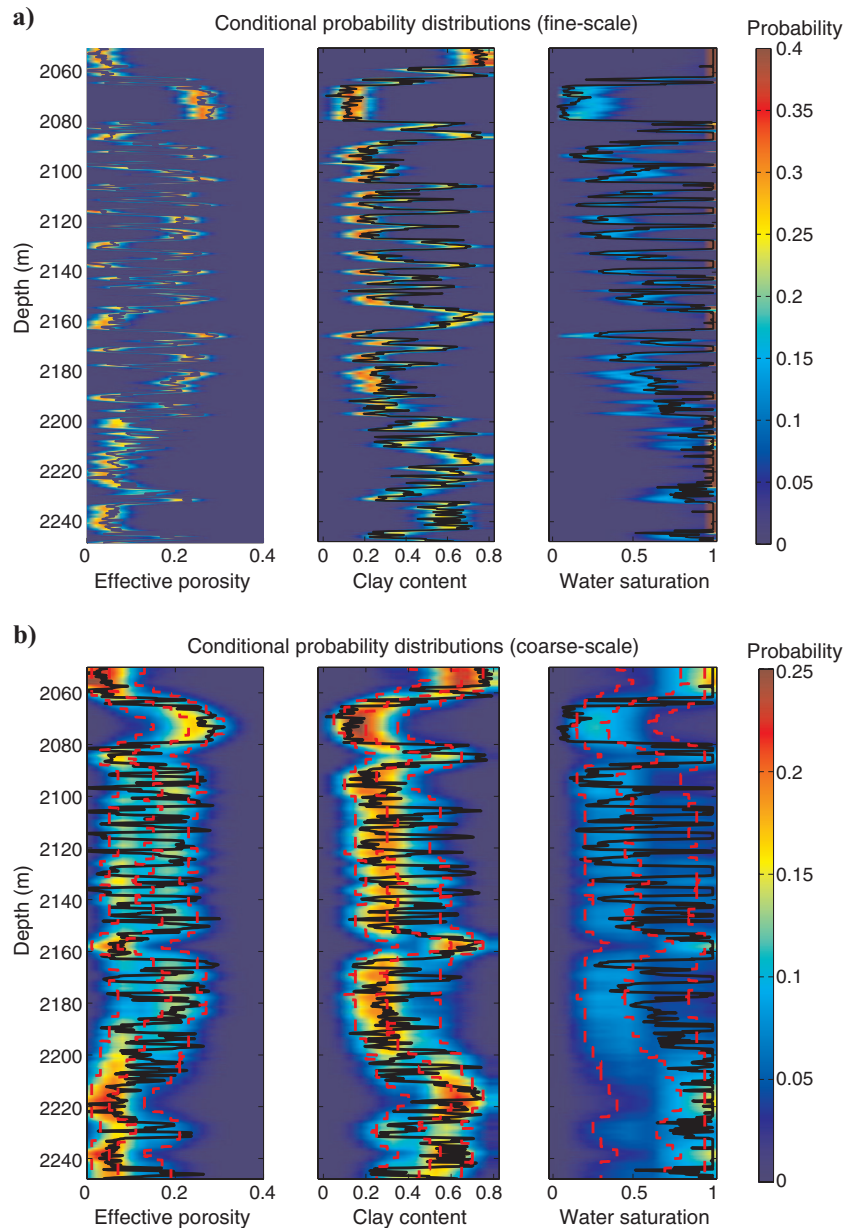 a)
Conditional probability distributions (fine-scale)
Probability
Depth (m)
2060
2080
2100
2120
2140
2160
2180
2200
2220
2240
0 0.2 0.4
0 0.2 0.4 0.6 0.8
0 0.5 1
Effective porosity
Clay content
Water saturation
0.4
0.35
0.3
0.25
0.2
0.15
0.1
0.05
0
b)
Conditional probability distributions (coarse-scale)
Probability
Depth (m)
2060
2080
2100
2120
2140
2160
2180
2200
2220
2240
0 0.2 0.4
0 0.2 0.4 0.6 0.8
0 0.5 1
Effective porosity
Clay content
Water saturation
0.25
0.2
0.15
0.1
0.05
0